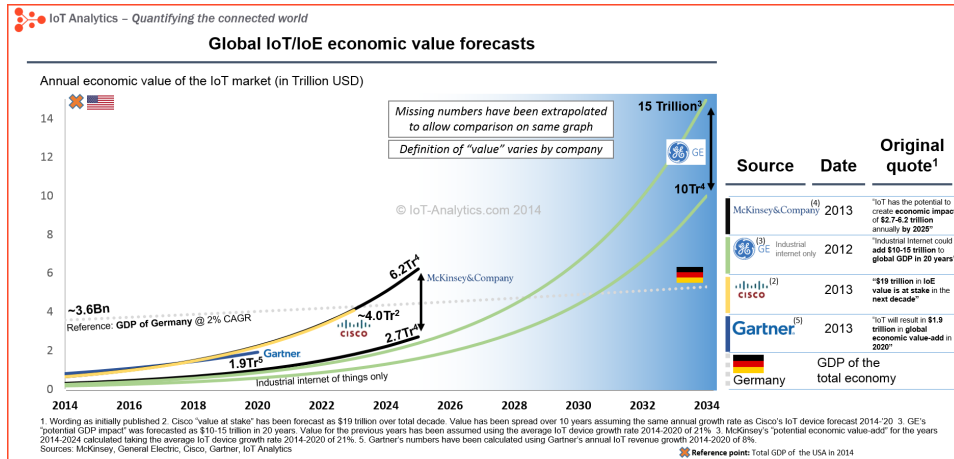 IoT Analytics – Quantifying the connected world
Global IoT/IoE economic value forecasts
Annual economic value of the IoT market (in Trillion USD)
Missing numbers have been extrapolated
to allow comparison on same graph
Definition of “value” varies by company
15 Trillion3
GE
10Tr4
© IoT-Analytics.com 2014
6.2Tr4
McKinsey&Company
~3.6Bn
Reference: GDP of Germany @ 2% CAGR
~4.0Tr2
CISCO
2.7Tr4
Gartner
1.9Tr5
Industrial internet of things only
14
12
10
8
6
4
2
0
2014 2016 2018 2020 2022 2024 2026 2028 2030 2032 2034
Source Date Original
quote1
McKinsey&Company (4) 2013 "IoT has the potential to
create economic impact
of $2.7-6.2 trillion
annually by 2025"
GE (3) Industrial
internet only 2012 "Industrial Internet could
add $10-15 trillion to
global GDP in 20 years"
CISCO (2) 2013 “$19 trillion in IoE
value is at stake in the
next decade”
Gartner (5) 2013 "IoT will result in $1.9
trillion in global
economic value-add in
2020”
Germany GDP of the
total economy
1. Wording as initially published 2. Cisco "value at stake" has been forecast as $19 trillion over total decade. Value has been spread over 10 years assuming the same annual growth rate as Cisco's IoT device forecast 2014-'20 3. GE's
"potential GDP impact" was forecasted as $10-15 trillion in 20 years. Value for the previous years has been assumed using the average IoT device growth rate 2014-2020 of 21% 3. McKinsey's "potential economic value-add" for the years
2014-2024 calculated taking the average IoT device growth rate 2014-2020 of 21%. 5. Gartner's numbers have been calculated using Gartner's annual IoT revenue growth 2014-2020 of 8%.
Sources: McKinsey, General Electric, Cisco, Gartner, IoT Analytics
Reference point: Total GDP of the USA in 2014